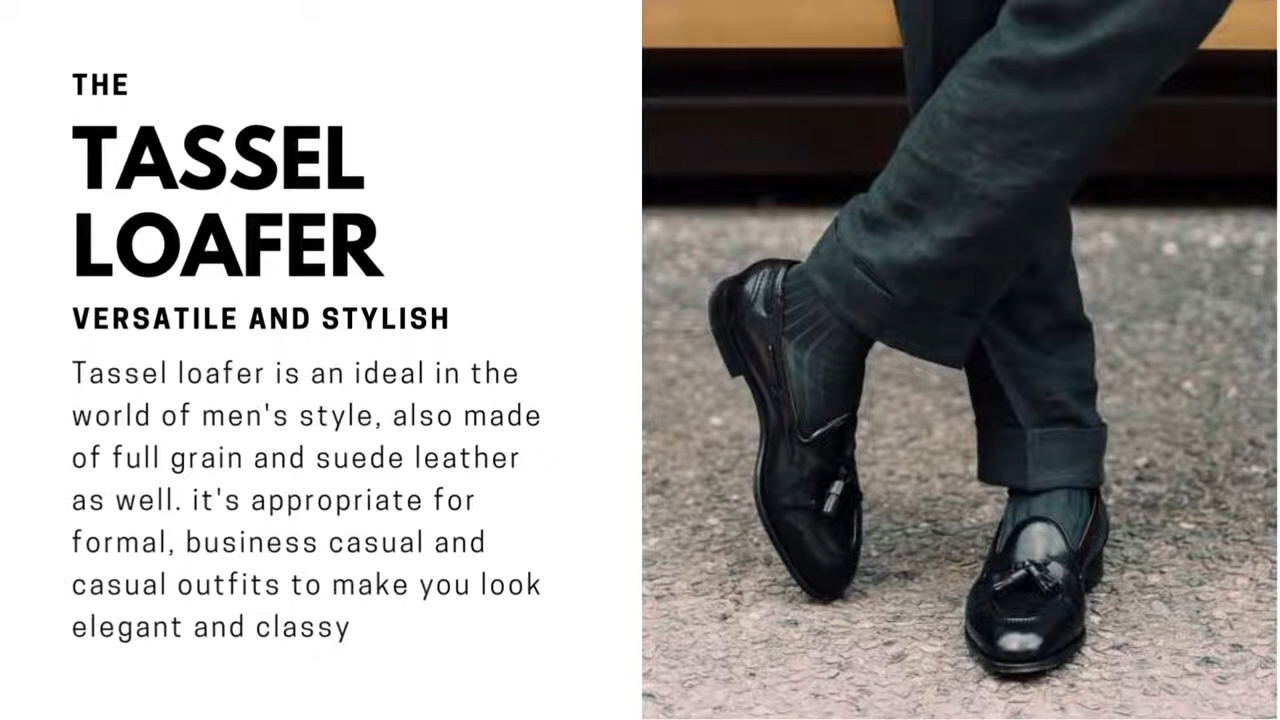 THE
TASSEL
LOAFER
VERSATILE AND STYLISH
Tassel loafer is an ideal in the
world of men's style, also made
of full grain and suede leather
as well. it's appropriate for
formal, business casual and
casual outfits to make you look
elegant and classy